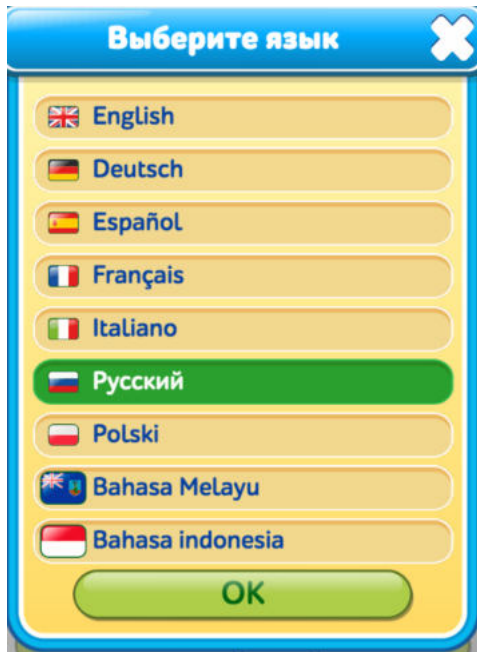 Выберите язык
English
Deutsch
Español
Français
Italiano
Русский
Polski
Bahasa Melayu
Bahasa indonesia
OK